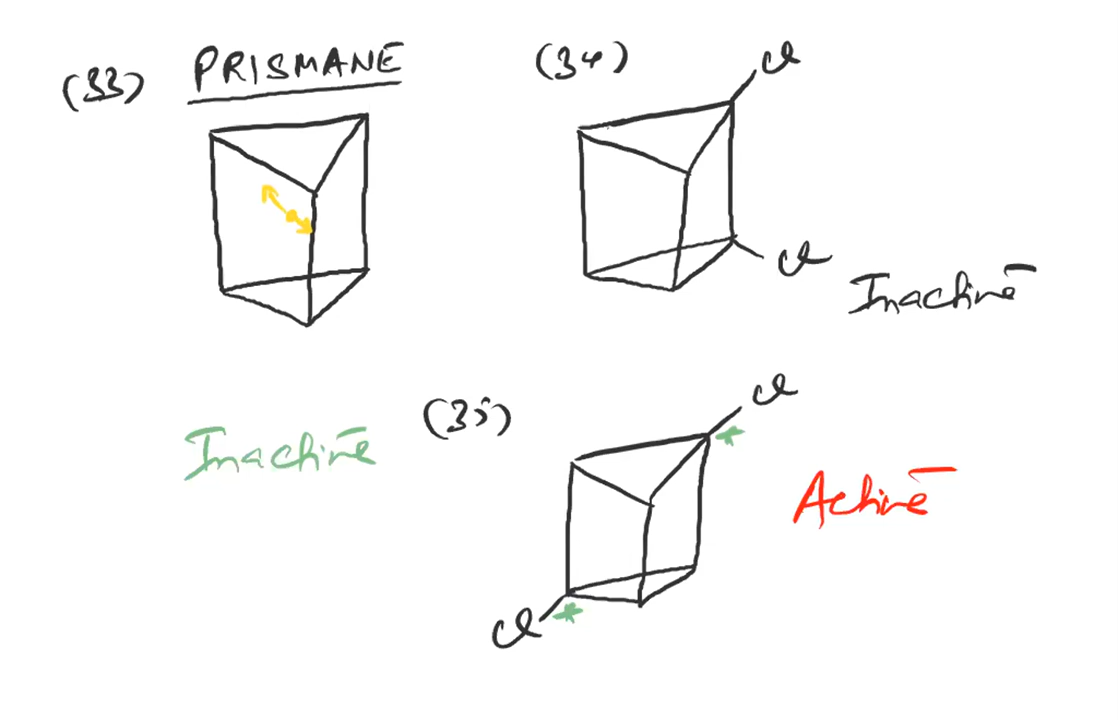 (33) PRISMANE
(34)
Cl
Cl
Inactive
(35)
Cl
Inactive
Active
Cl